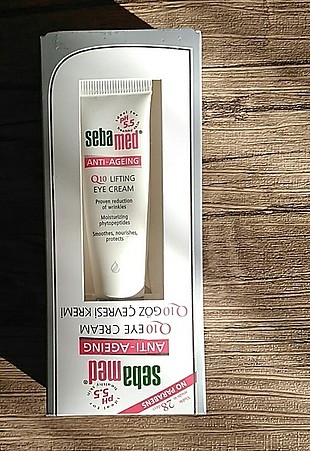 pH
5.5
sebamed
ANTI-AGEING
Q10 LIFTING
EYE CREAM
Proven reduction
of wrinkles
Moisturizing
phytopeptides
Smoothes, nourishes,
protects
sebamed
pH
5.5
ANTI-AGEING
Q10 EYE CREAM
Q10 GÖZ ÇEVRESİ KREMİ
NO PARABENS
28